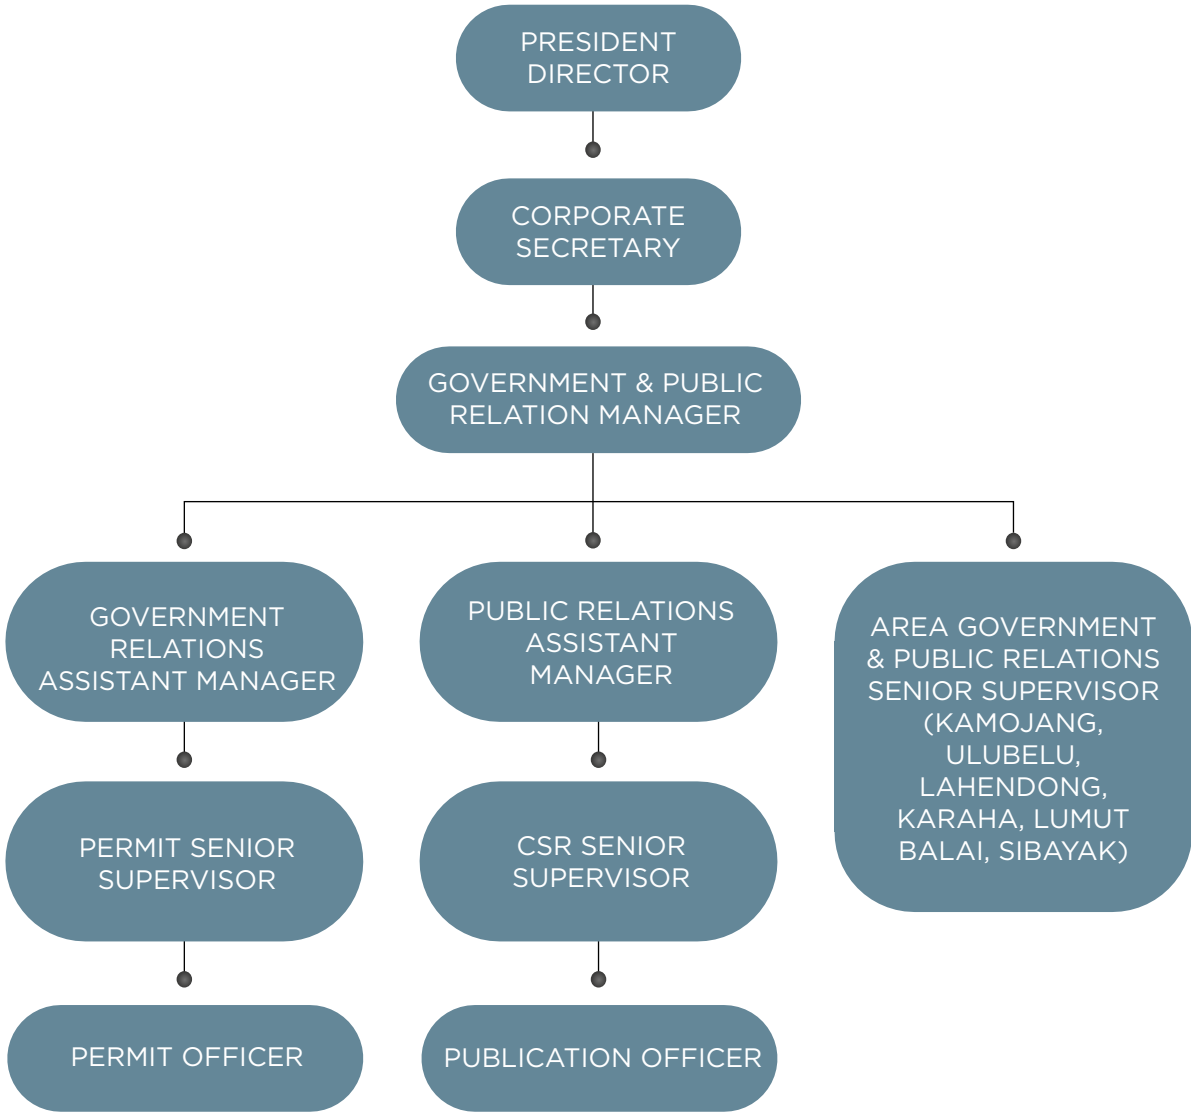 PRESIDENT
DIRECTOR
CORPORATE
SECRETARY
GOVERNMENT & PUBLIC
RELATION MANAGER
GOVERNMENT
RELATIONS
ASSISTANT MANAGER
PUBLIC RELATIONS
ASSISTANT
MANAGER
AREA GOVERNMENT
& PUBLIC RELATIONS
SENIOR SUPERVISOR
(KAMOJANG,
ULUBELU,
LAHENDONG,
KARAHA, LUMUT
BALAI, SIBAYAK)
PERMIT SENIOR
SUPERVISOR
CSR SENIOR
SUPERVISOR
PERMIT OFFICER
PUBLICATION OFFICER